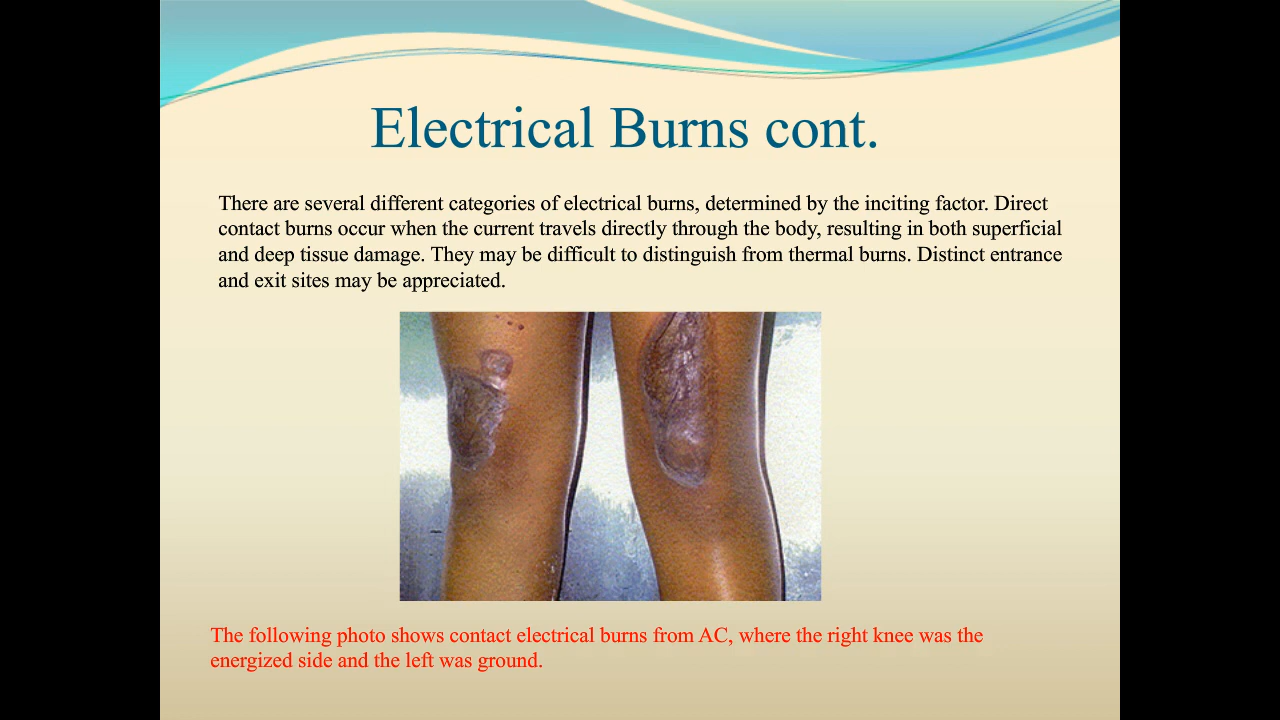 Electrical Burns cont.
There are several different categories of electrical burns, determined by the inciting factor. Direct
contact burns occur when the current travels directly through the body, resulting in both superficial
and deep tissue damage. They may be difficult to distinguish from thermal burns. Distinct entrance
and exit sites may be appreciated.
The following photo shows contact electrical burns from AC, where the right knee was the
energized side and the left was ground.